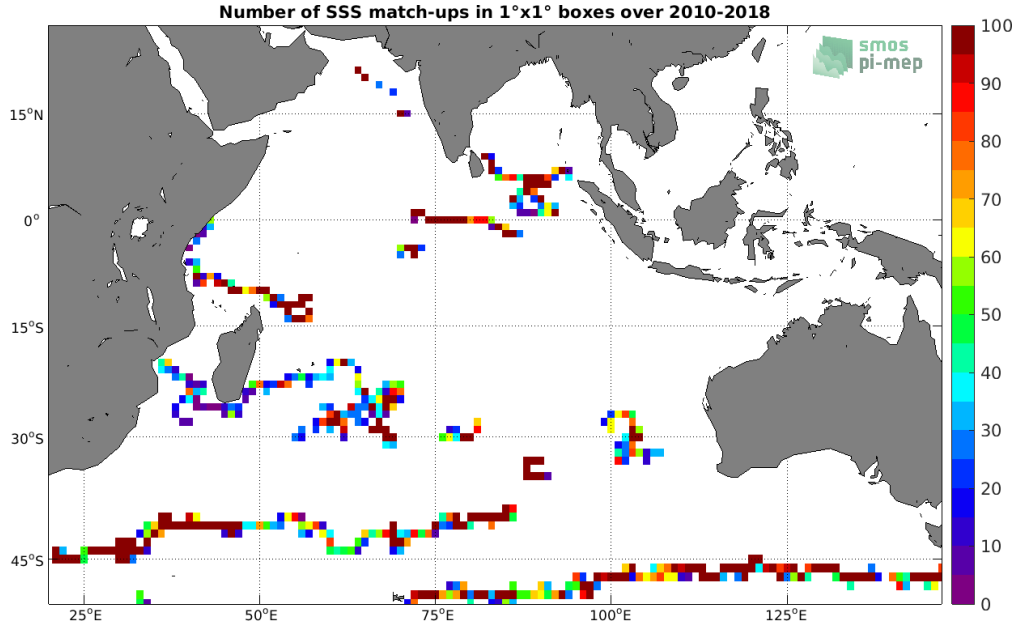 Number of SSS match-ups in 1°x1° boxes over 2010-2018
smos
pi-mep
100
90
80
70
60
50
40
30
20
10
0
15°N
0°
15°S
30°S
45°S
25°E
50°E
75°E
100°E
125°E